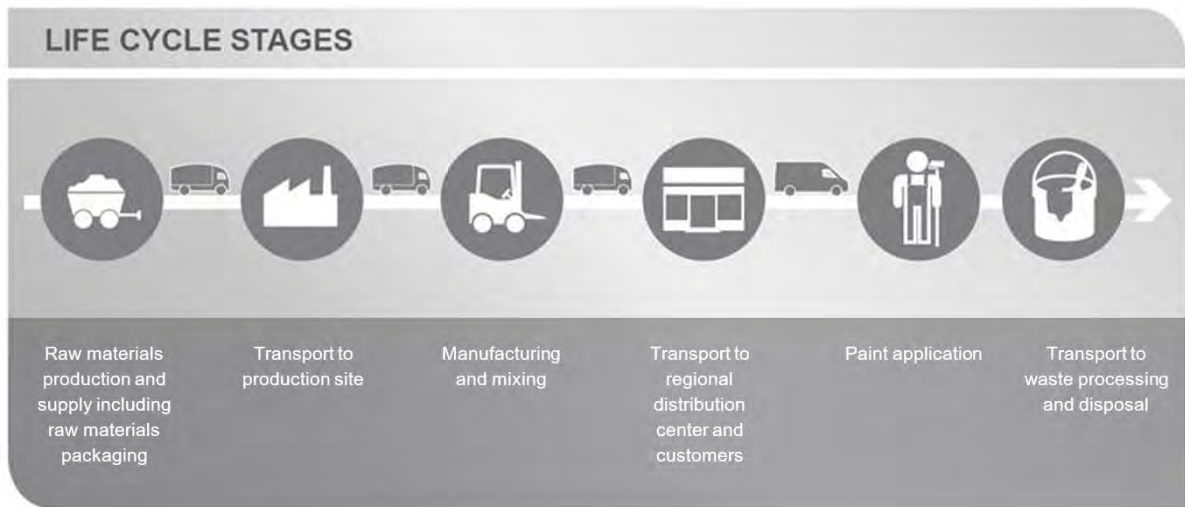 LIFE CYCLE STAGES
Raw materials
production and
supply including
raw materials
packaging
Transport to
production site
Manufacturing
and mixing
Transport to
regional
distribution
center and
customers
Paint application
Transport to
waste processing
and disposal